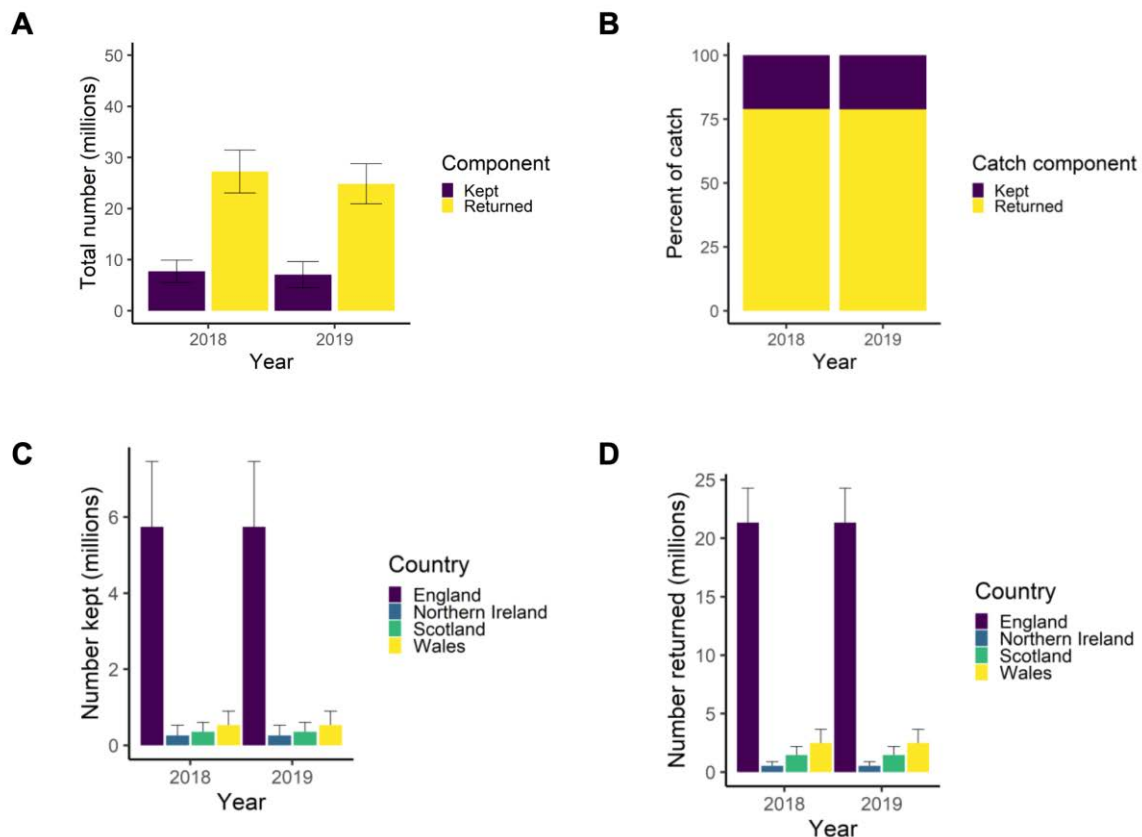 A
Total number (millions)
50
40
30
20
10
0
2018
2019
Year
Component
Kept
Returned
B
Percent of catch
100
75
50
25
0
2018
2019
Year
Catch component
Kept
Returned
C
Number kept (millions)
6
4
2
0
2018
2019
Year
Country
England
Northern Ireland
Scotland
Wales
D
Number returned (millions)
25
20
15
10
5
0
2018
2019
Year
Country
England
Northern Ireland
Scotland
Wales